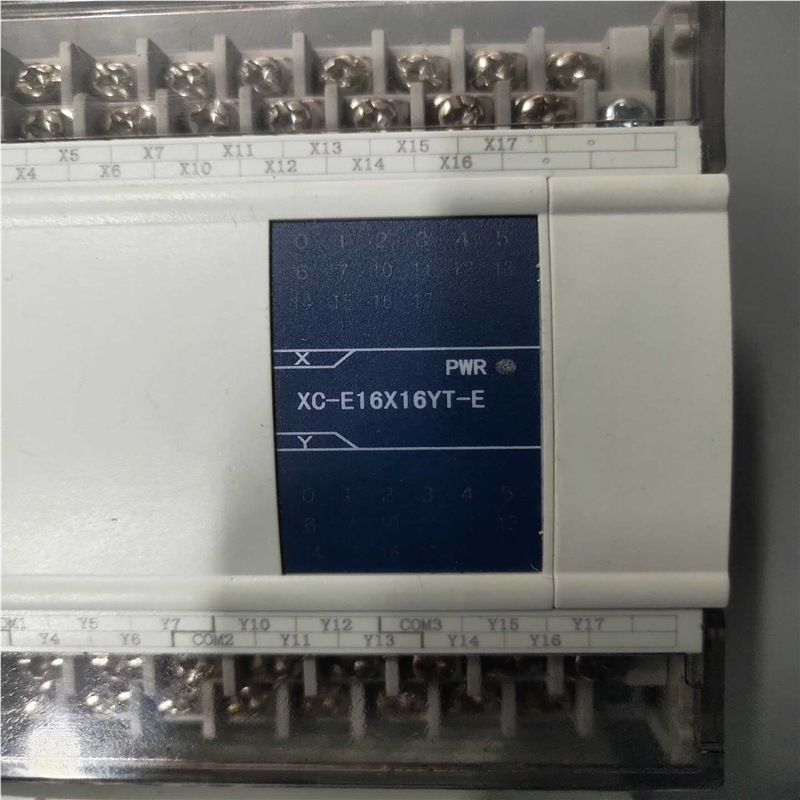 X5 X7 X11 X13 X15 X17
X4 X6 X10 X12 X14 X16
0 1 2 3 4 5
6 7 10 11 12 13
14 15 16 17
X
PWR
XC-E16X16YT-E
Y
0 1 2 3 4 5
6
Y5 Y7 Y10 Y12 COM3 Y15 Y17
Y4 Y6 COM2 Y11 Y13 Y14 Y16